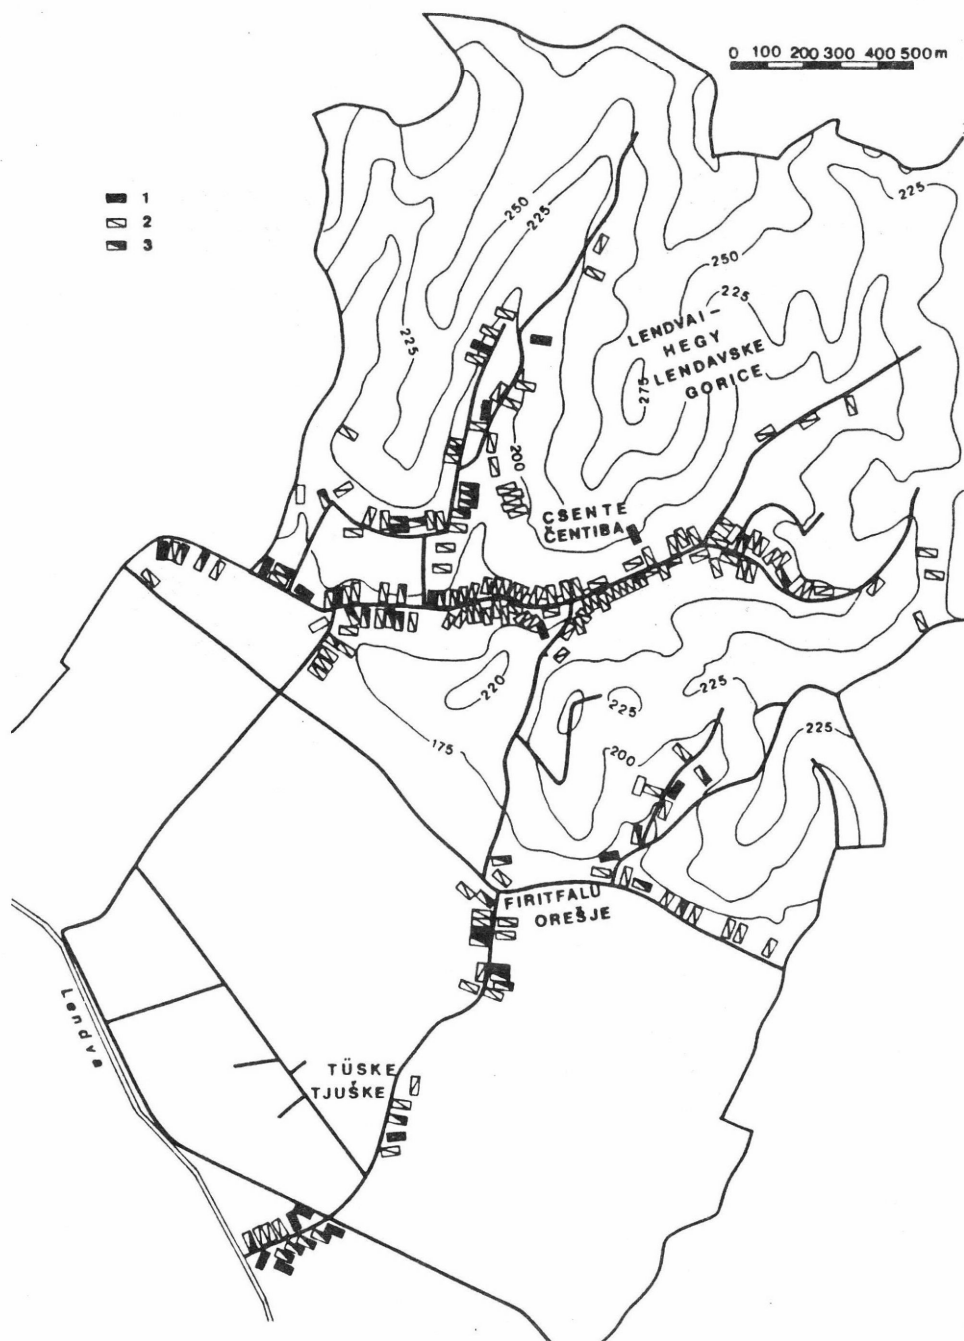 0 100 200 300 400 500 m
1
2
3
225
250
225
250
225
LENDVAI-
HEGY
LENDAVSKE
GORICE
225
275
200
CSENTE
ČENTIBA
220
225
225
225
175
200
FIRITFALU
OREŠJE
Lendva
TÜSKE
TJUŠKE